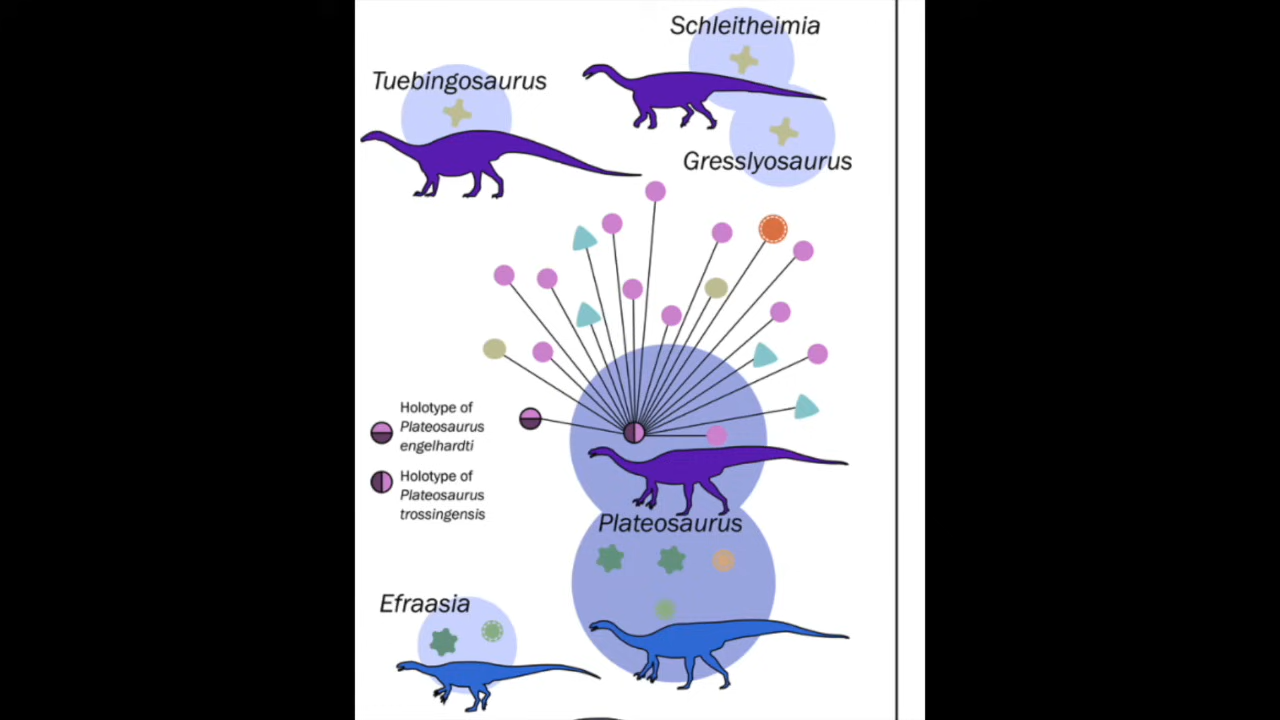 Schleitheimia
Tuebingosaurus
Gresslyosaurus
Holotype of
Plateosaurus
engelhardti
Holotype of
Plateosaurus
trossingensis
Plateosaurus
Efraasia